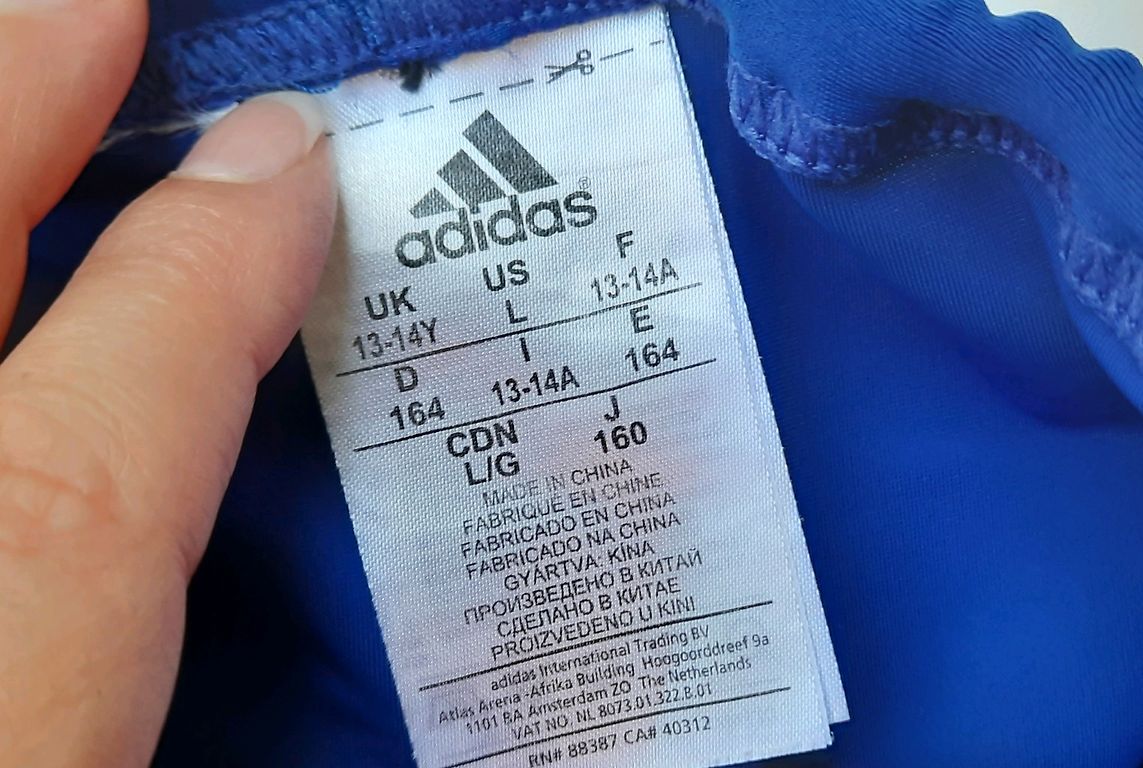 adidas®
UK US F
13-14Y L 13-14A
D I E
164 13-14A 164
CDN J
L/G 160
MADE IN CHINA
FABRIQUÉ EN CHINE
FABRICADO EN CHINA
FABRICADO NA CHINA
GYÁRTVA: KÍNA
ПРОИЗВЕДЕНО В КИТАЙ
СДЕЛАНО В КИТАЕ
PROIZVEDENO U KINI
adidas International Trading BV
Atlas Arena -Afrika Building Hoogoorddreef 9a
1101 BA Amsterdam ZO The Netherlands
VAT NO. NL 8073.01.322.B.01
RN# 88387 CA# 40312